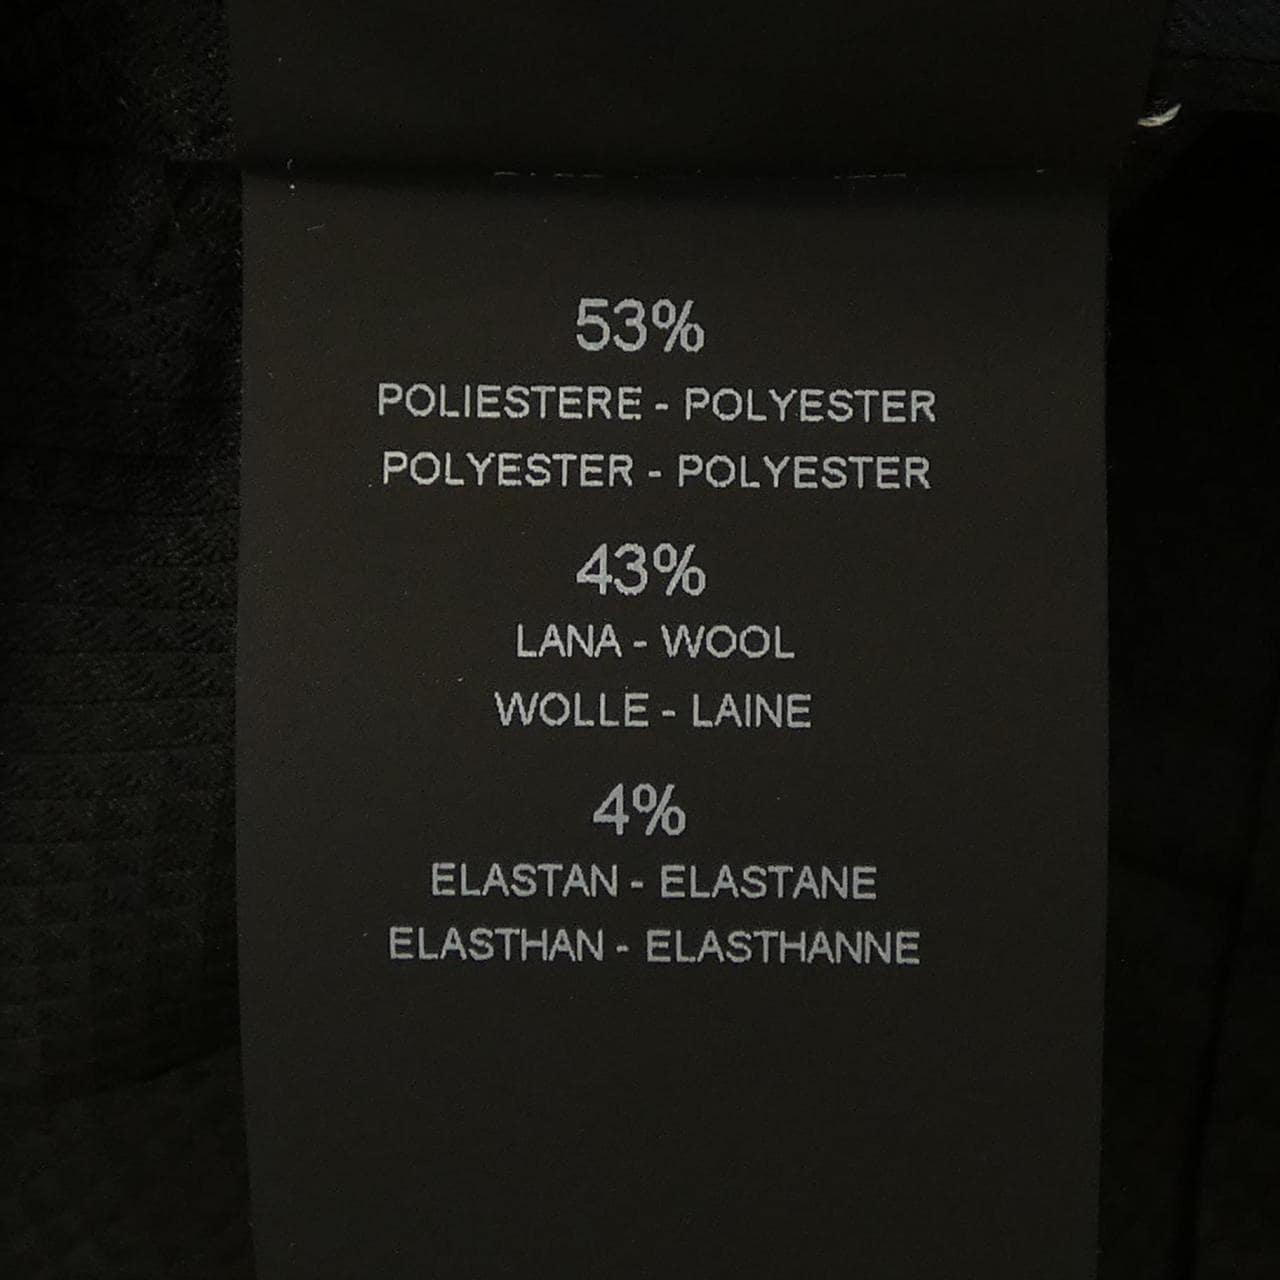 53%
POLIESTERE - POLYESTER
POLYESTER - POLYESTER
43%
LANA - WOOL
WOLLE - LAINE
4%
ELASTAN - ELASTANE
ELASTHAN - ELASTHANNE